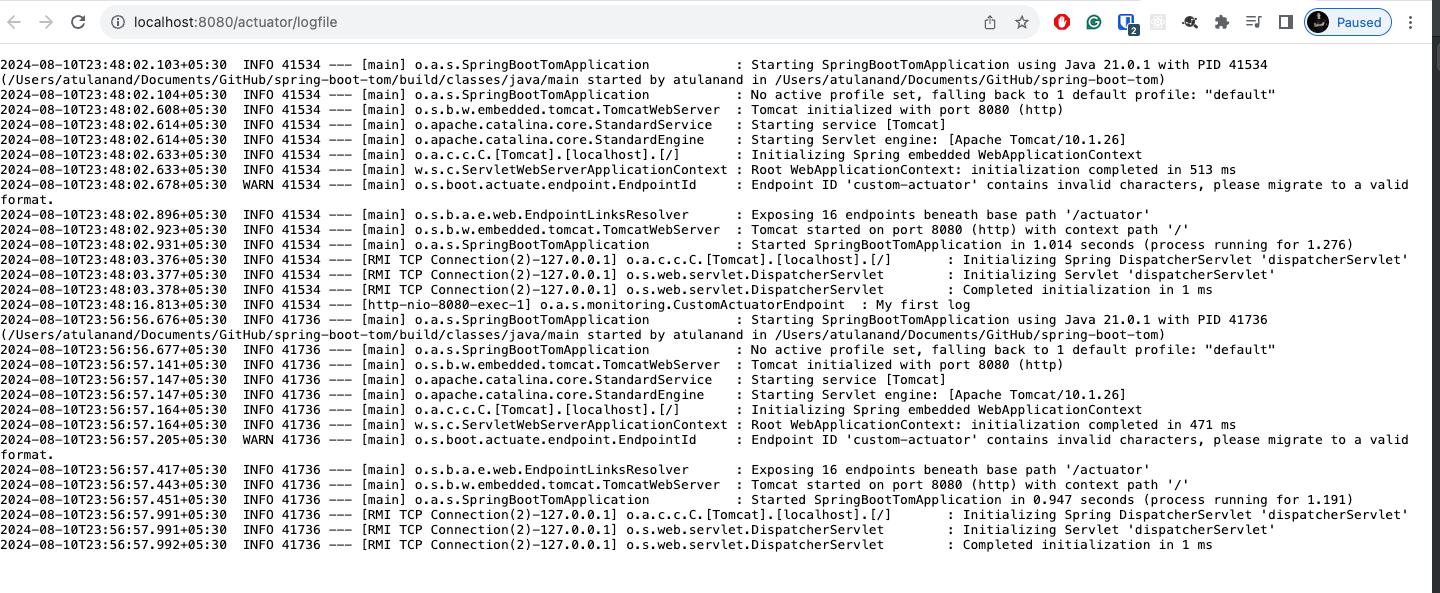 localhost:8080/actuator/logfile
2
Paused
2024-08-10T23:48:02.103+05:30  INFO 41534 --- [main] o.a.s.SpringBootTomApplication           : Starting SpringBootTomApplication using Java 21.0.1 with PID 41534
(/Users/atulanand/Documents/GitHub/spring-boot-tom/build/classes/java/main started by atulanand in /Users/atulanand/Documents/GitHub/spring-boot-tom)
2024-08-10T23:48:02.104+05:30  INFO 41534 --- [main] o.a.s.SpringBootTomApplication           : No active profile set, falling back to 1 default profile: "default"
2024-08-10T23:48:02.608+05:30  INFO 41534 --- [main] o.s.b.w.embedded.tomcat.TomcatWebServer  : Tomcat initialized with port 8080 (http)
2024-08-10T23:48:02.614+05:30  INFO 41534 --- [main] o.apache.catalina.core.StandardService   : Starting service [Tomcat]
2024-08-10T23:48:02.614+05:30  INFO 41534 --- [main] o.apache.catalina.core.StandardEngine    : Starting Servlet engine: [Apache Tomcat/10.1.26]
2024-08-10T23:48:02.633+05:30  INFO 41534 --- [main] o.a.c.c.C.[Tomcat].[localhost].[/]       : Initializing Spring embedded WebApplicationContext
2024-08-10T23:48:02.633+05:30  INFO 41534 --- [main] w.s.c.ServletWebServerApplicationContext : Root WebApplicationContext: initialization completed in 513 ms
2024-08-10T23:48:02.678+05:30  WARN 41534 --- [main] o.s.boot.actuate.endpoint.EndpointId     : Endpoint ID 'custom-actuator' contains invalid characters, please migrate to a valid
format.
2024-08-10T23:48:02.896+05:30  INFO 41534 --- [main] o.s.b.a.e.web.EndpointLinksResolver      : Exposing 16 endpoints beneath base path '/actuator'
2024-08-10T23:48:02.923+05:30  INFO 41534 --- [main] o.s.b.w.embedded.tomcat.TomcatWebServer  : Tomcat started on port 8080 (http) with context path '/'
2024-08-10T23:48:02.931+05:30  INFO 41534 --- [main] o.a.s.SpringBootTomApplication           : Started SpringBootTomApplication in 1.014 seconds (process running for 1.276)
2024-08-10T23:48:03.376+05:30  INFO 41534 --- [RMI TCP Connection(2)-127.0.0.1] o.a.c.c.C.[Tomcat].[localhost].[/]       : Initializing Spring DispatcherServlet 'dispatcherServlet'
2024-08-10T23:48:03.377+05:30  INFO 41534 --- [RMI TCP Connection(2)-127.0.0.1] o.s.web.servlet.DispatcherServlet        : Initializing Servlet 'dispatcherServlet'
2024-08-10T23:48:03.378+05:30  INFO 41534 --- [RMI TCP Connection(2)-127.0.0.1] o.s.web.servlet.DispatcherServlet        : Completed initialization in 1 ms
2024-08-10T23:48:16.813+05:30  INFO 41534 --- [http-nio-8080-exec-1] o.a.s.monitoring.CustomActuatorEndpoint  : My first log
2024-08-10T23:56:56.676+05:30  INFO 41736 --- [main] o.a.s.SpringBootTomApplication           : Starting SpringBootTomApplication using Java 21.0.1 with PID 41736
(/Users/atulanand/Documents/GitHub/spring-boot-tom/build/classes/java/main started by atulanand in /Users/atulanand/Documents/GitHub/spring-boot-tom)
2024-08-10T23:56:56.677+05:30  INFO 41736 --- [main] o.a.s.SpringBootTomApplication           : No active profile set, falling back to 1 default profile: "default"
2024-08-10T23:56:57.141+05:30  INFO 41736 --- [main] o.s.b.w.embedded.tomcat.TomcatWebServer  : Tomcat initialized with port 8080 (http)
2024-08-10T23:56:57.147+05:30  INFO 41736 --- [main] o.apache.catalina.core.StandardService   : Starting service [Tomcat]
2024-08-10T23:56:57.147+05:30  INFO 41736 --- [main] o.apache.catalina.core.StandardEngine    : Starting Servlet engine: [Apache Tomcat/10.1.26]
2024-08-10T23:56:57.164+05:30  INFO 41736 --- [main] o.a.c.c.C.[Tomcat].[localhost].[/]       : Initializing Spring embedded WebApplicationContext
2024-08-10T23:56:57.164+05:30  INFO 41736 --- [main] w.s.c.ServletWebServerApplicationContext : Root WebApplicationContext: initialization completed in 471 ms
2024-08-10T23:56:57.205+05:30  WARN 41736 --- [main] o.s.boot.actuate.endpoint.EndpointId     : Endpoint ID 'custom-actuator' contains invalid characters, please migrate to a valid
format.
2024-08-10T23:56:57.417+05:30  INFO 41736 --- [main] o.s.b.a.e.web.EndpointLinksResolver      : Exposing 16 endpoints beneath base path '/actuator'
2024-08-10T23:56:57.443+05:30  INFO 41736 --- [main] o.s.b.w.embedded.tomcat.TomcatWebServer  : Tomcat started on port 8080 (http) with context path '/'
2024-08-10T23:56:57.451+05:30  INFO 41736 --- [main] o.a.s.SpringBootTomApplication           : Started SpringBootTomApplication in 0.947 seconds (process running for 1.191)
2024-08-10T23:56:57.991+05:30  INFO 41736 --- [RMI TCP Connection(2)-127.0.0.1] o.a.c.c.C.[Tomcat].[localhost].[/]       : Initializing Spring DispatcherServlet 'dispatcherServlet'
2024-08-10T23:56:57.991+05:30  INFO 41736 --- [RMI TCP Connection(2)-127.0.0.1] o.s.web.servlet.DispatcherServlet        : Initializing Servlet 'dispatcherServlet'
2024-08-10T23:56:57.992+05:30  INFO 41736 --- [RMI TCP Connection(2)-127.0.0.1] o.s.web.servlet.DispatcherServlet        : Completed initialization in 1 ms